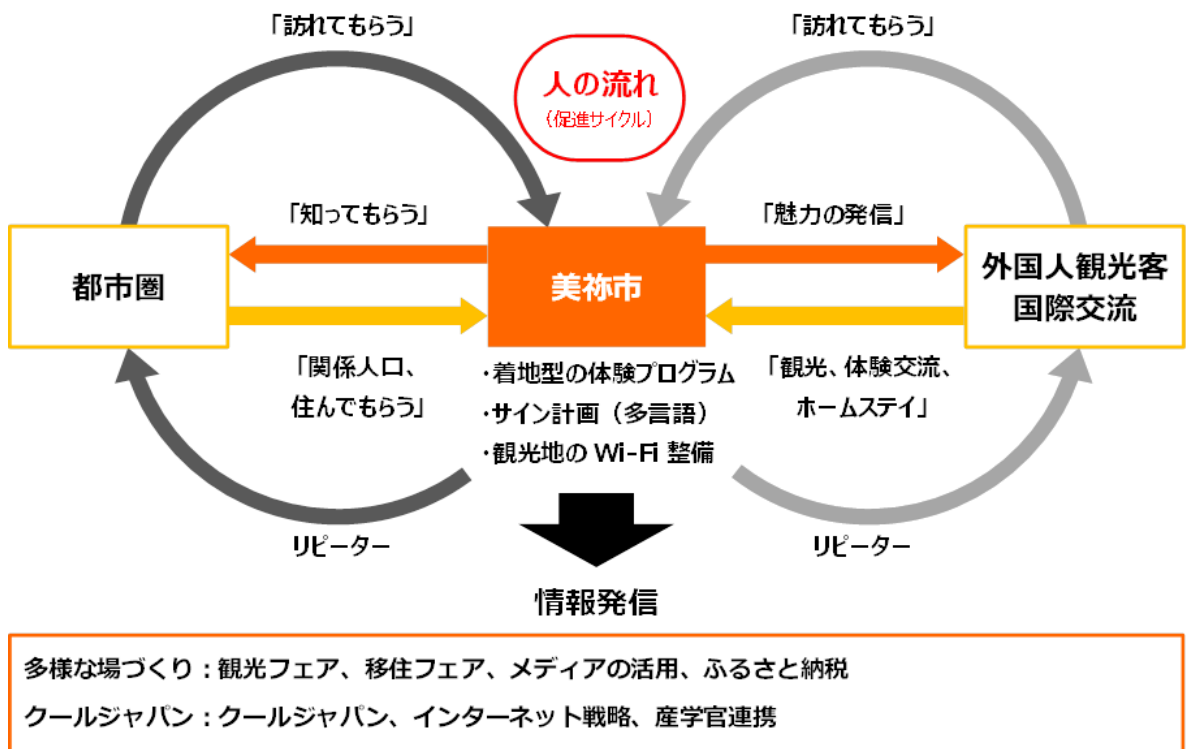 「訪れてもらう」
「訪れてもらう」
人の流れ
（促進サイクル）
「知ってもらう」
「魅力の発信」
都市圏
美祢市
外国人観光客
国際交流
「関係人口、
住んでもらう」
・着地型の体験プログラム
・サイン計画（多言語）
・観光地の Wi-Fi 整備
「観光、体験交流、
ホームステイ」
リピーター
リピーター
情報発信
多様な場づくり：観光フェア、移住フェア、メディアの活用、ふるさと納税
クールジャパン：クールジャパン、インターネット戦略、産学官連携